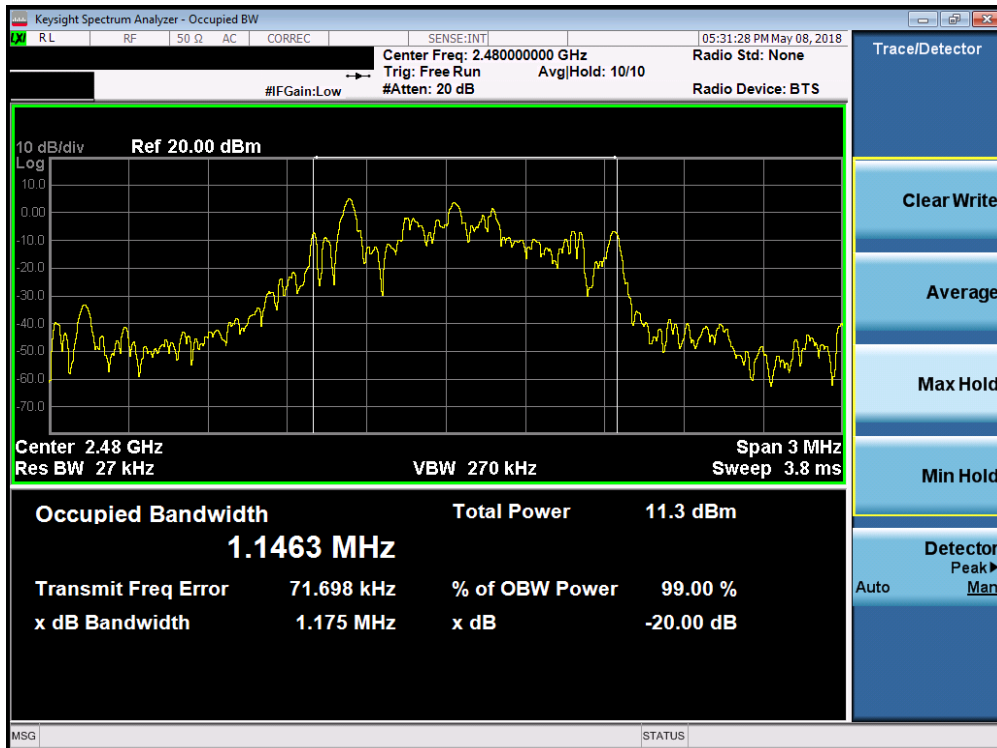 Keysight Spectrum Analyzer - Occupied BW
LXI RL RF 50 Ω AC CORREC SENSE:INT 05:31:28 PM May 08, 2018
Center Freq: 2.480000000 GHz Radio Std: None
Trig: Free Run Avg|Hold: 10/10
#IFGain:Low #Atten: 20 dB Radio Device: BTS
10 dB/div Ref 20.00 dBm
Log
10.0
0.00
-10.0
-20.0
-30.0
-40.0
-50.0
-60.0
-70.0
Center 2.48 GHz Span 3 MHz
Res BW 27 kHz VBW 270 kHz Sweep 3.8 ms
Occupied Bandwidth Total Power 11.3 dBm
1.1463 MHz
Transmit Freq Error 71.698 kHz % of OBW Power 99.00 %
x dB Bandwidth 1.175 MHz x dB -20.00 dB
MSG STATUS
Trace/Detector
Clear Write
Average
Max Hold
Min Hold
Detector
Peak▶
Auto Man